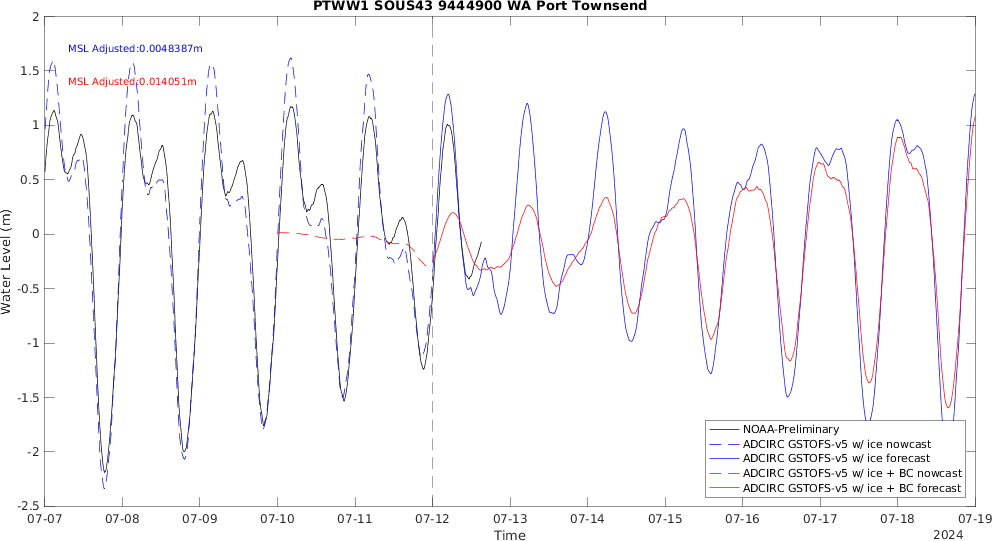 PTWW1 SOUS43 9444900 WA Port Townsend
MSL Adjusted:0.0048387m
MSL Adjusted:0.014051m
Water Level (m)
2
1.5
1
0.5
0
-0.5
-1
-1.5
-2
-2.5
NOAA-Preliminary
ADCIRC GSTOFS-v5 w/ ice nowcast
ADCIRC GSTOFS-v5 w/ ice forecast
ADCIRC GSTOFS-v5 w/ ice + BC nowcast
ADCIRC GSTOFS-v5 w/ ice + BC forecast
07-07 07-08 07-09 07-10 07-11 07-12 07-13 07-14 07-15 07-16 07-17 07-18 07-19
Time
2024